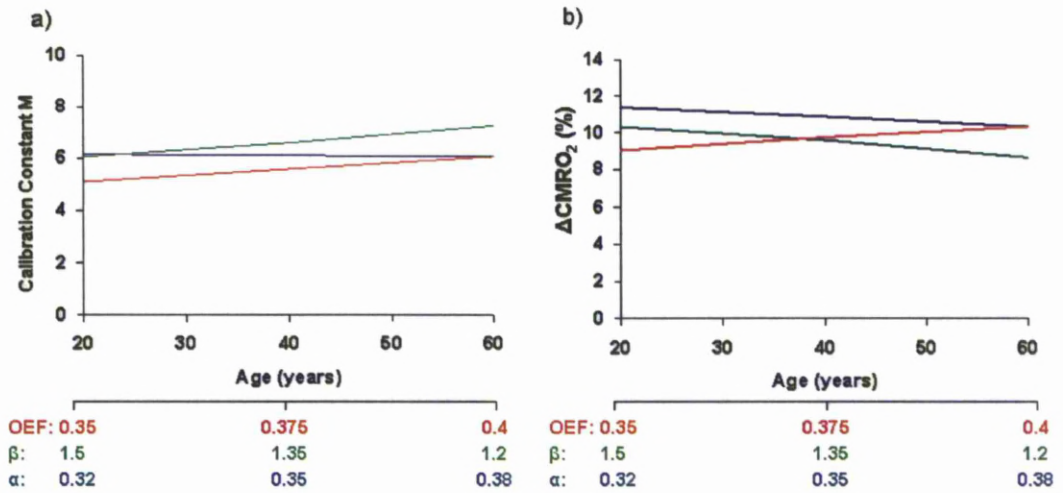 a)
Calibration Constant M
10
8
6
4
2
0
20 30 40 50 60
Age (years)
OEF: 0.35 0.375 0.4
β: 1.5 1.35 1.2
α: 0.32 0.35 0.38
b)
ΔCMRO₂ (%)
14
12
10
8
6
4
2
0
20 30 40 50 60
Age (years)
OEF: 0.35 0.375 0.4
β: 1.5 1.35 1.2
α: 0.32 0.35 0.38